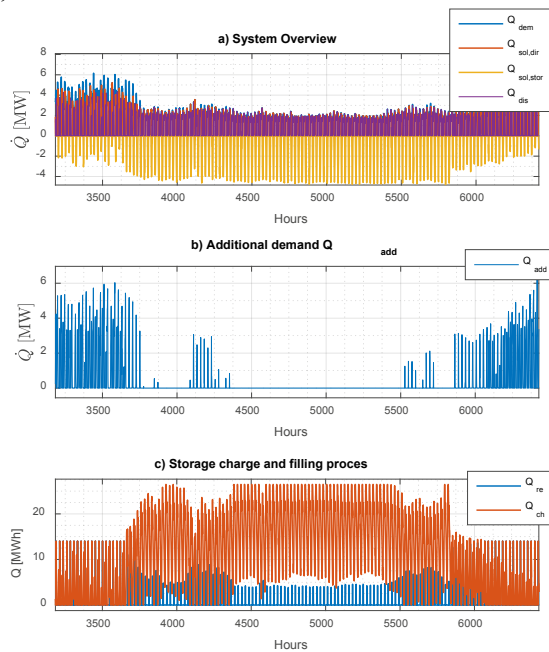 a) System Overview
Q dem
Q sol,dir
Q sol,stor
Q dis
8
6
4
2
0
-2
-4
Q̇ [MW]
3500 4000 4500 5000 5500 6000
Hours
b) Additional demand Q add
Q add
6
4
2
0
Q̇ [MW]
3500 4000 4500 5000 5500 6000
Hours
c) Storage charge and filling proces
Q re
Q ch
20
10
0
Q [MWh]
3500 4000 4500 5000 5500 6000
Hours